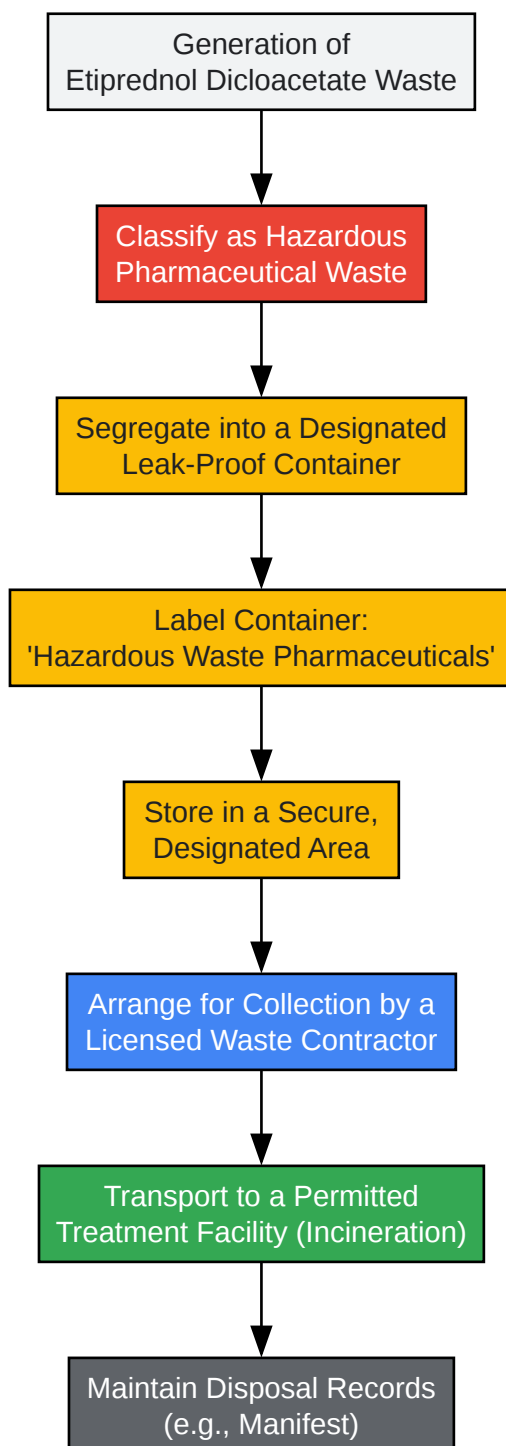 Generation of
Etiprednol Dicloacetate Waste
Classify as Hazardous
Pharmaceutical Waste
Segregate into a Designated
Leak-Proof Container
Label Container:
'Hazardous Waste Pharmaceuticals'
Store in a Secure,
Designated Area
Arrange for Collection by a
Licensed Waste Contractor
Transport to a Permitted
Treatment Facility (Incineration)
Maintain Disposal Records
(e.g., Manifest)